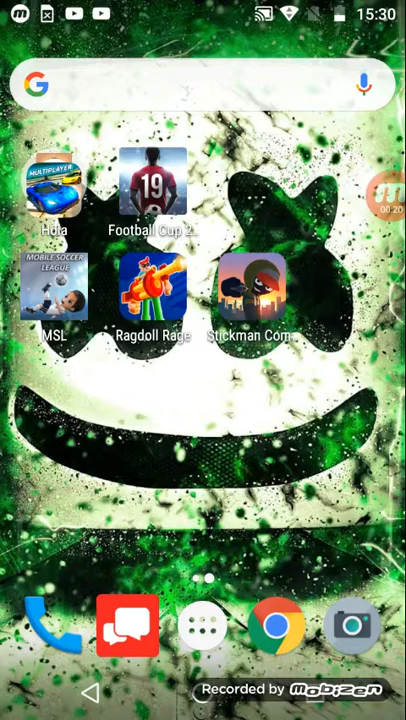 15:30
MULTIPLAYER
19
00:20
Hola
Football Cup 2...
MOBILE SOCCER
LEAGUE
MSL
Ragdoll Rage
Stickman Com...
Recorded by mobizen